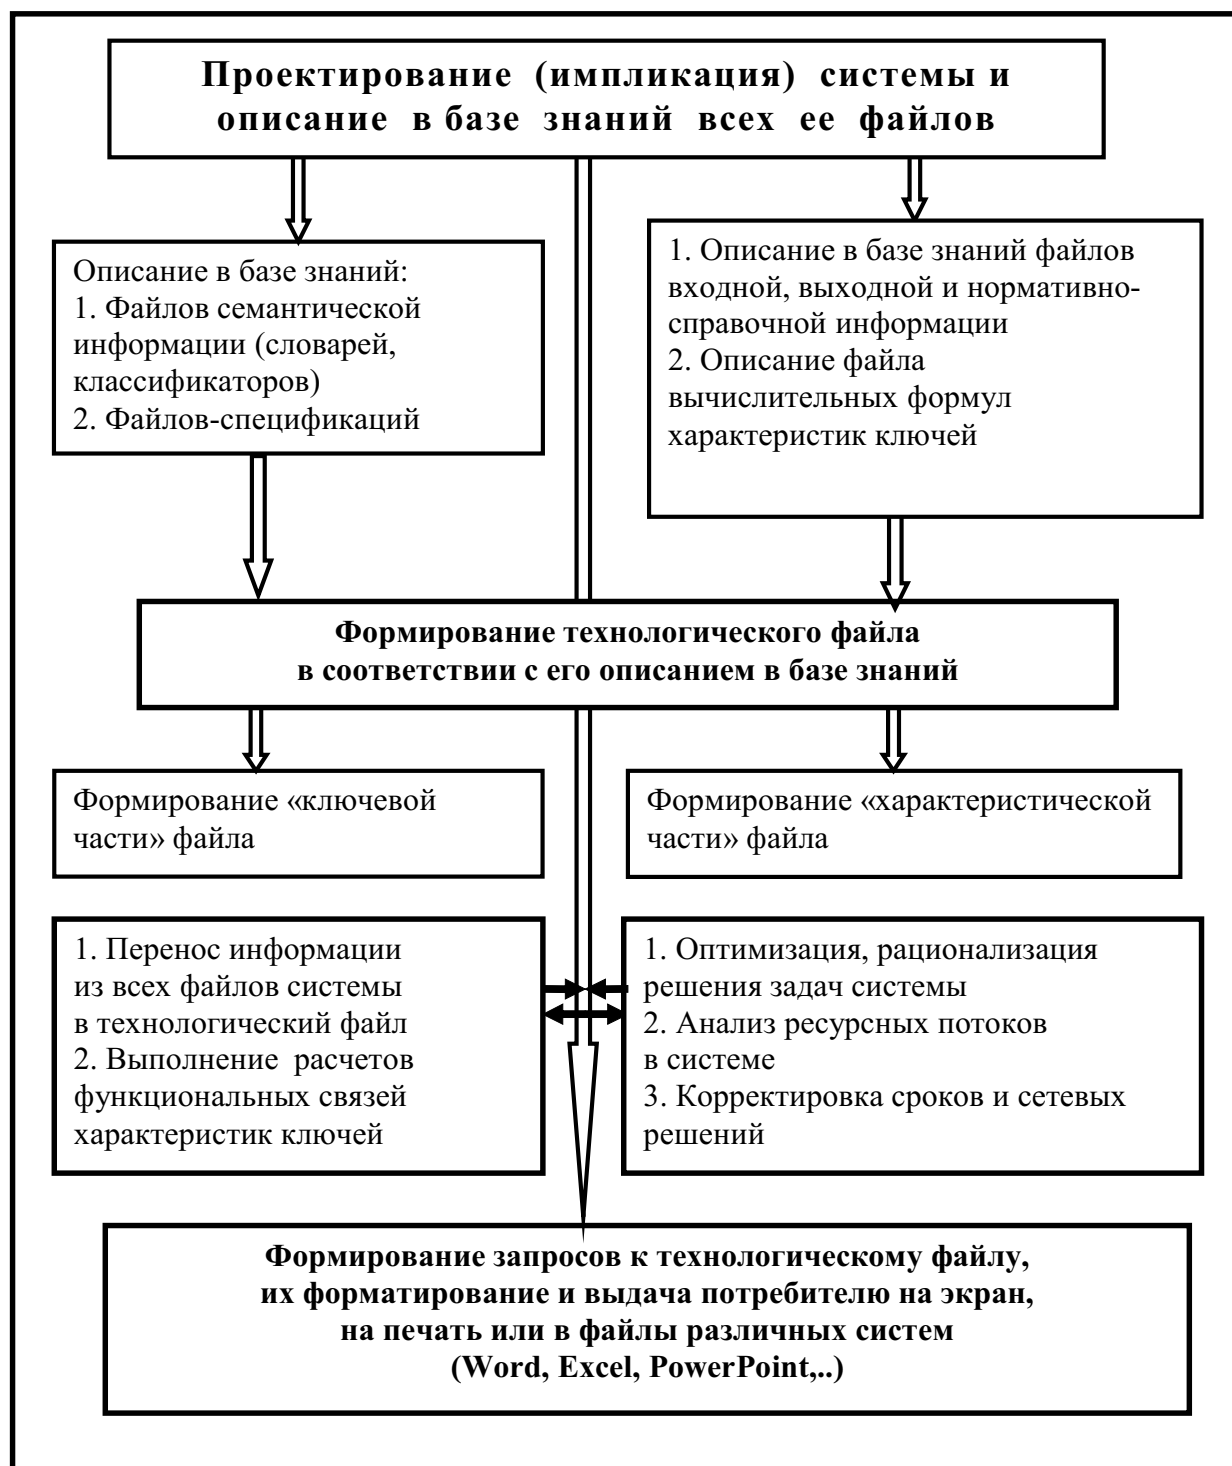 Проектирование (импликация) системы и
описание в базе знаний всех ее файлов
Описание в базе знаний:
1. Файлов семантической
информации (словарей,
классификаторов)
2. Файлов-спецификаций
1. Описание в базе знаний файлов
входной, выходной и нормативно-
справочной информации
2. Описание файла
вычислительных формул
характеристик ключей
Формирование технологического файла
в соответствии с его описанием в базе знаний
Формирование «ключевой
части» файла
Формирование «характеристической
части» файла
1. Перенос информации
из всех файлов системы
в технологический файл
2. Выполнение расчетов
функциональных связей
характеристик ключей
1. Оптимизация, рационализация
решения задач системы
2. Анализ ресурсных потоков
в системе
3. Корректировка сроков и сетевых
решений
Формирование запросов к технологическому файлу,
их форматирование и выдача потребителю на экран,
на печать или в файлы различных систем
(Word, Excel, PowerPoint,..)